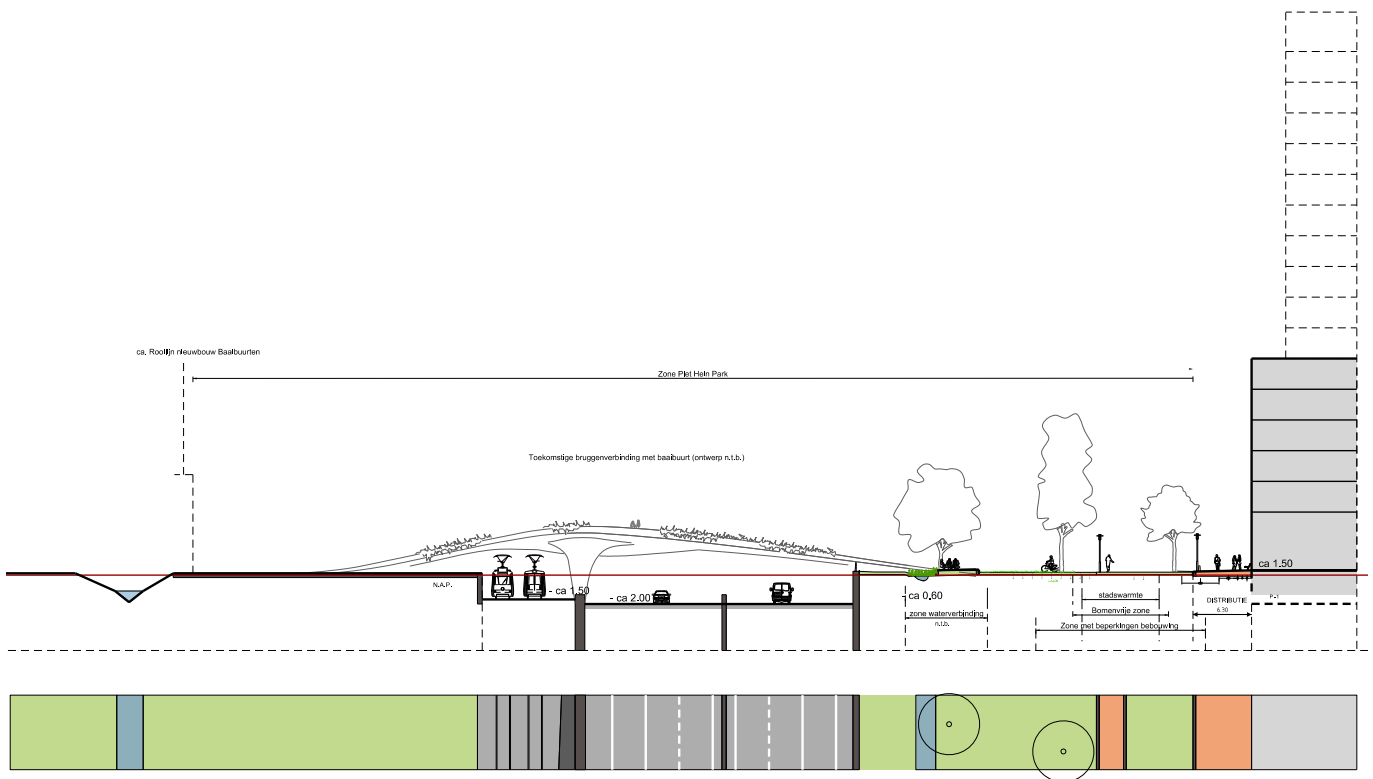 ca. Rooilijn nieuwbouw Baaibuurten
Zone Piet Hein Park
Toekomstige bruggenverbinding met baaibuurt (ontwerp n.t.b.)
N.A.P.
- ca 1.50
- ca 2.00
- ca 0.60
ca 1.50
zone waterverbinding
n.t.b.
stadswarmte
Bomenvrije zone
Zone met beperkingen bebouwing
DISTRIBUTIE
6.30
P-1